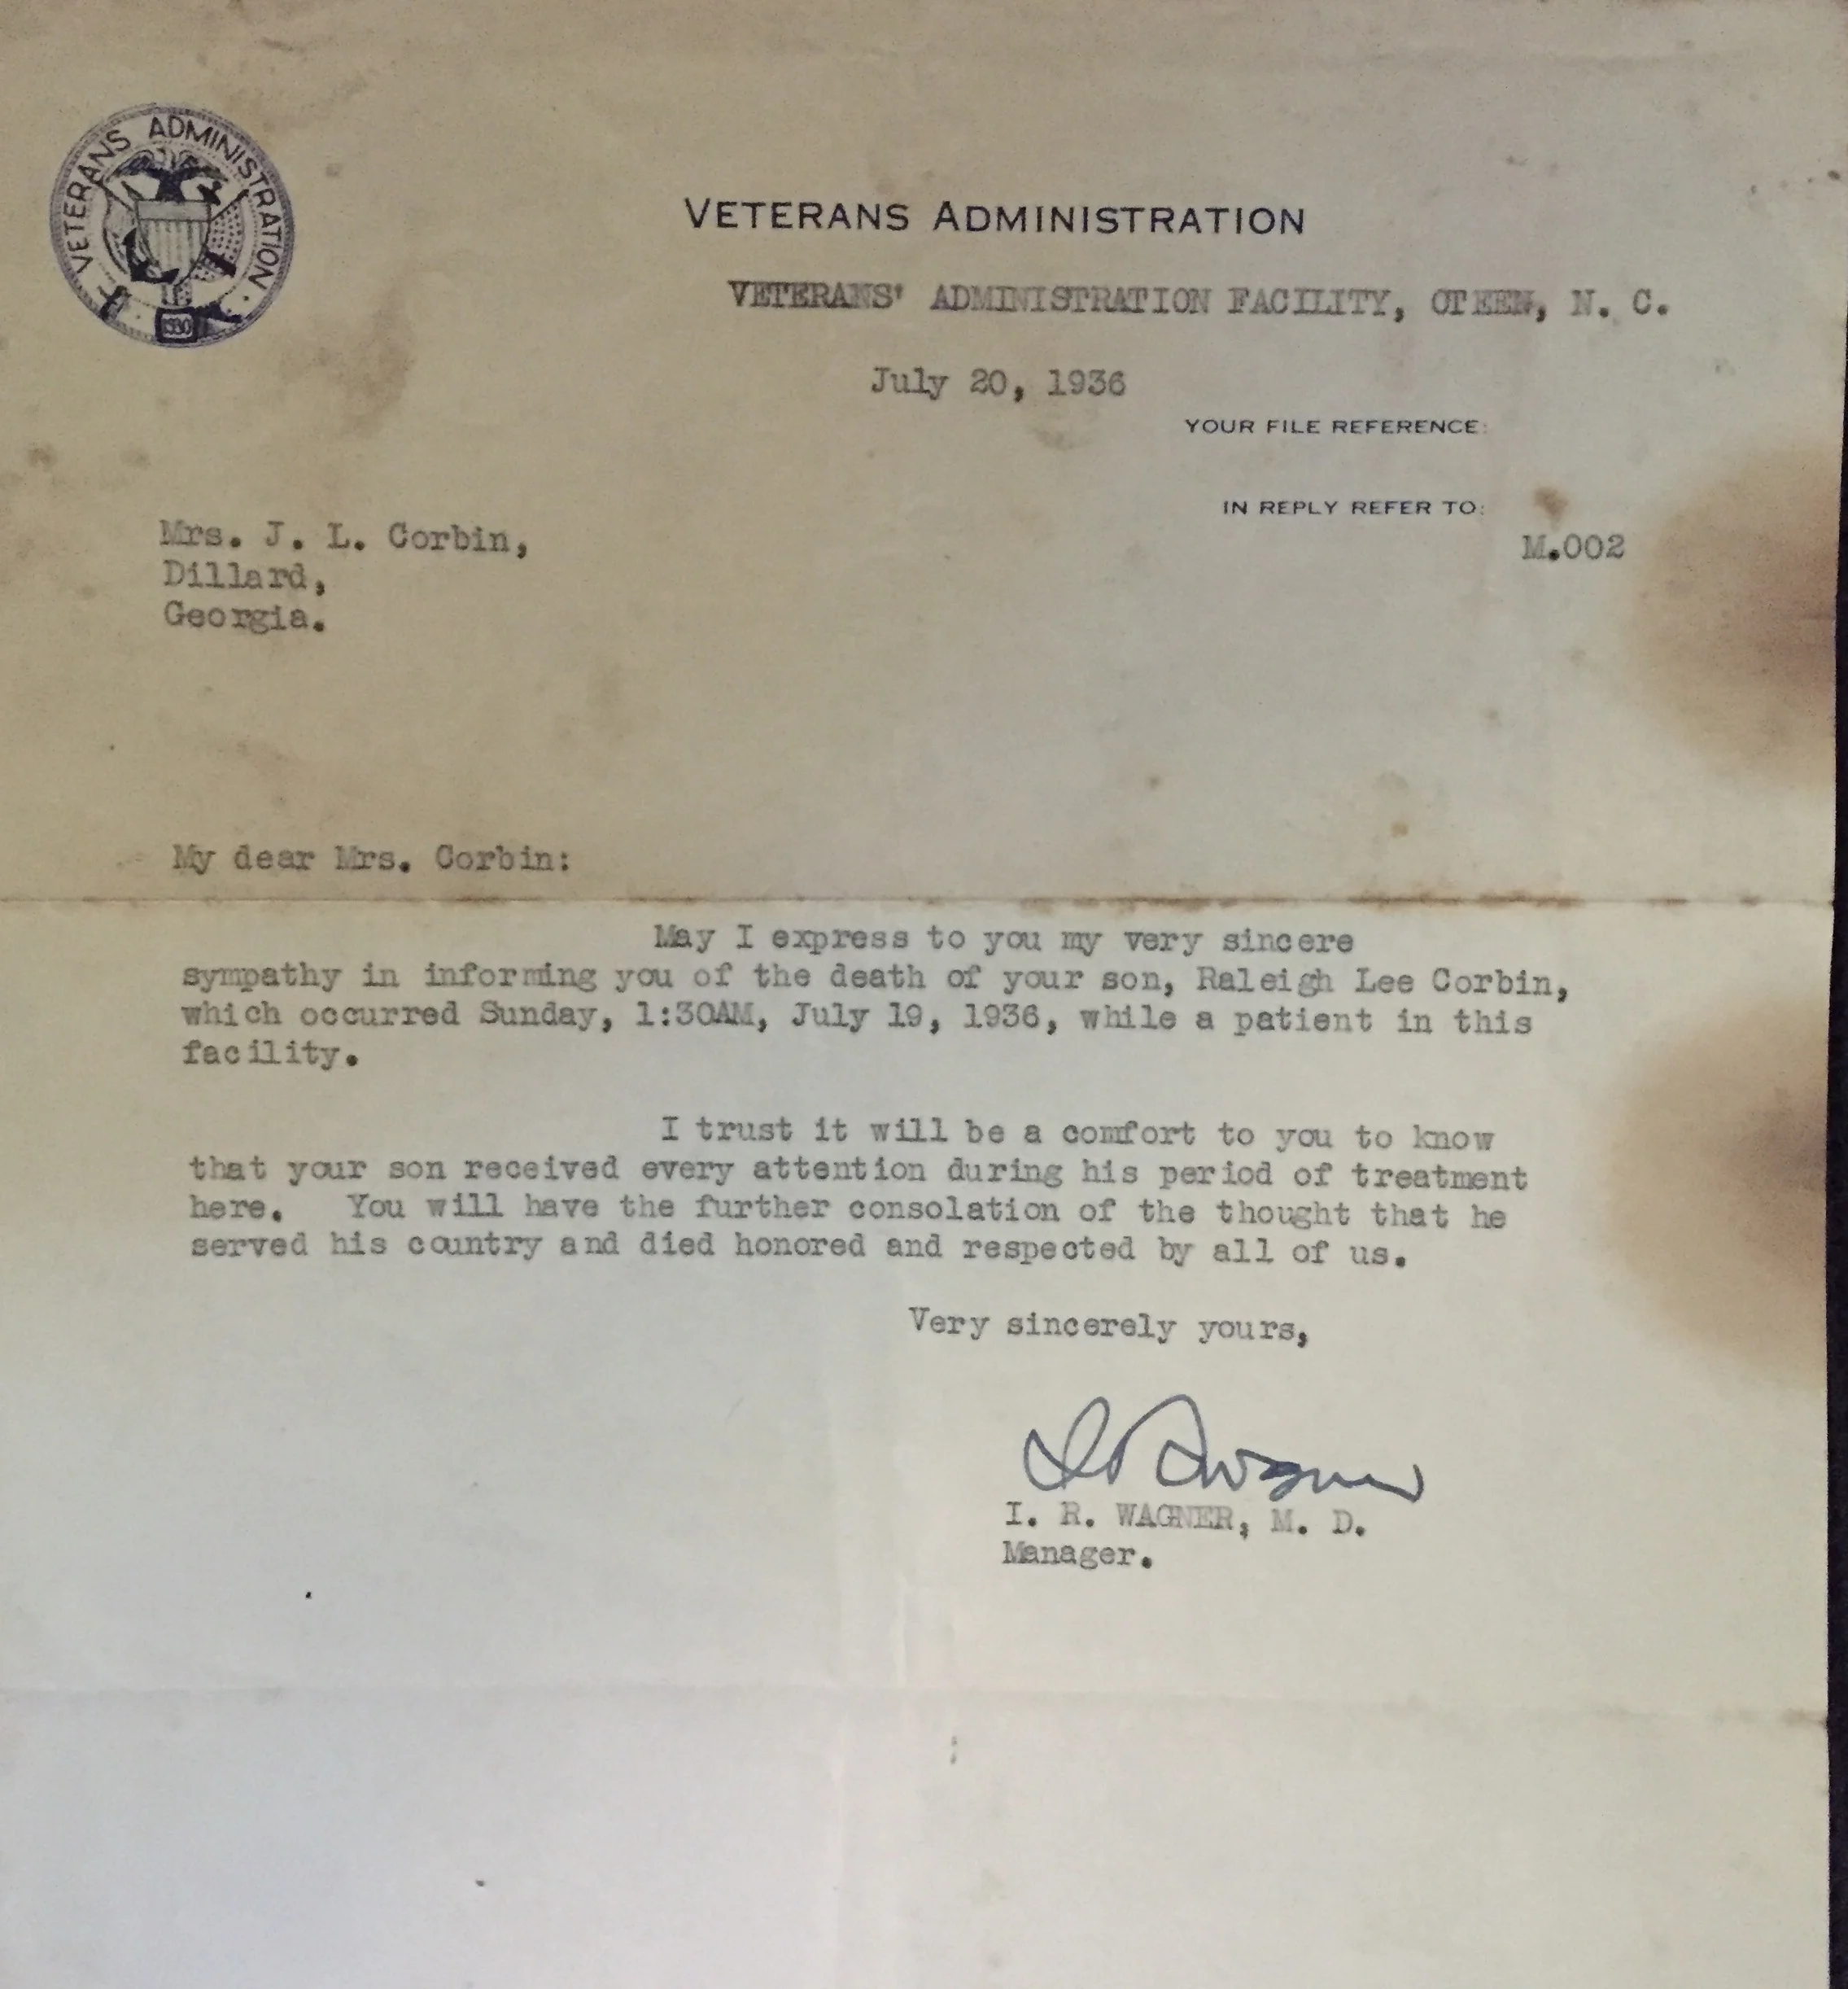 VETERANS ADMINISTRATION
1930
VETERANS ADMINISTRATION
VETERANS' ADMINISTRATION FACILITY, OTEEN, N. C.
July 20, 1936
YOUR FILE REFERENCE:
IN REPLY REFER TO:
M.002
Mrs. J. L. Corbin,
Dillard,
Georgia.
My dear Mrs. Corbin:
May I express to you my very sincere
sympathy in informing you of the death of your son, Raleigh Lee Corbin,
which occurred Sunday, 1:30AM, July 19, 1936, while a patient in this
facility.
I trust it will be a comfort to you to know
that your son received every attention during his period of treatment
here. You will have the further consolation of the thought that he
served his country and died honored and respected by all of us.
Very sincerely yours,
I R Wagner
I. R. WAGNER, M. D.
Manager.